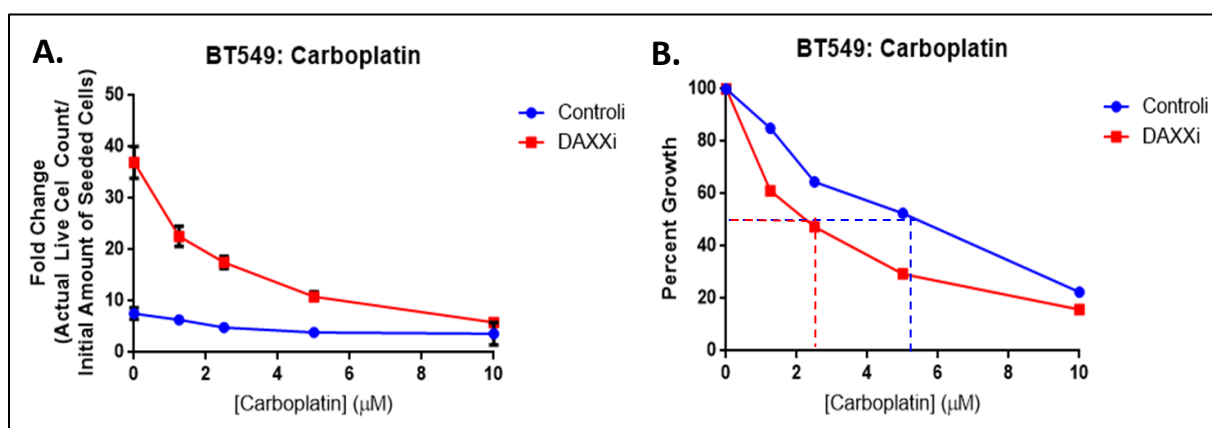 A.
BT549: Carboplatin
Fold Change
(Actual Live Cel Count/
Initial Amount of Seeded Cells)
50
40
30
20
10
0
0 2 4 6 8 10
[Carboplatin] (μM)
Controli
DAXXi
B.
BT549: Carboplatin
Percent Growth
100
80
60
40
20
0
0 2 4 6 8 10
[Carboplatin] (μM)
Controli
DAXXi